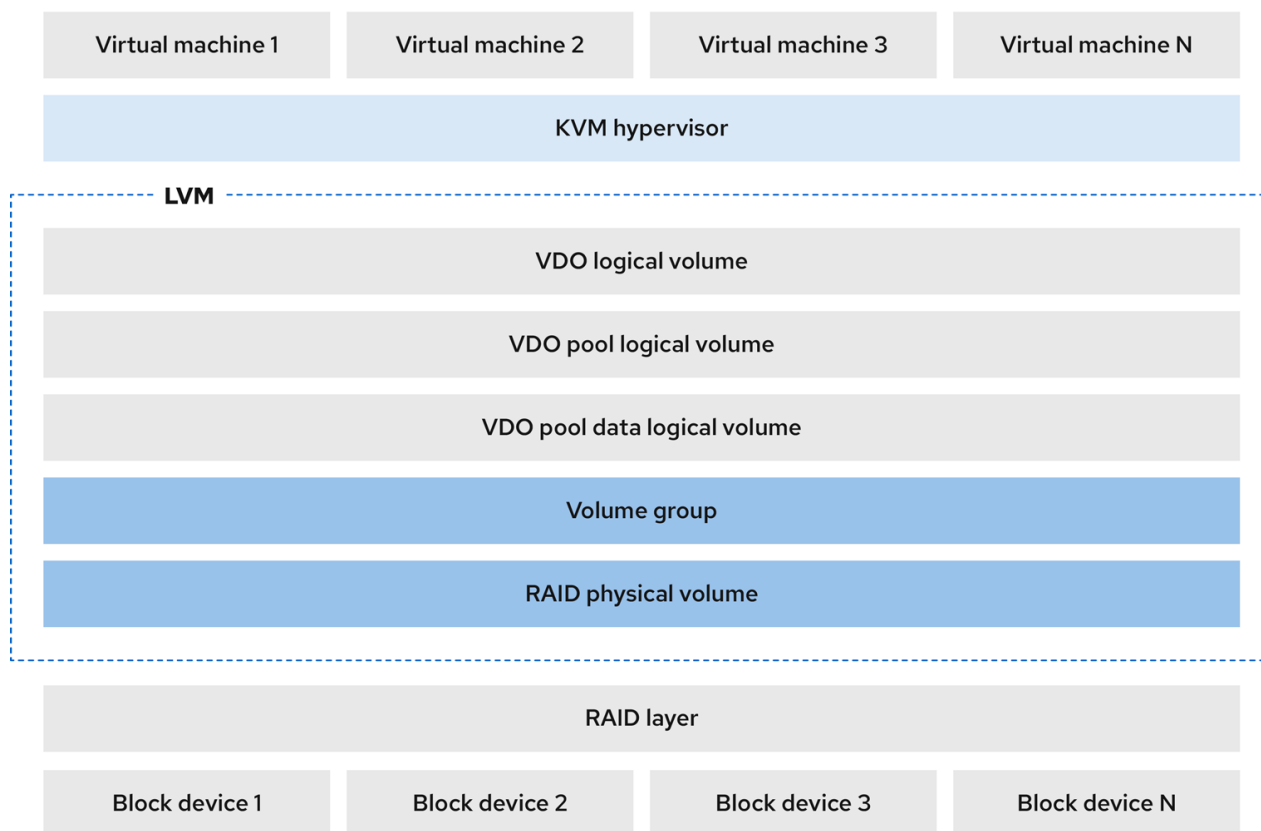 Virtual machine 1
Virtual machine 2
Virtual machine 3
Virtual machine N
KVM hypervisor
LVM
VDO logical volume
VDO pool logical volume
VDO pool data logical volume
Volume group
RAID physical volume
RAID layer
Block device 1
Block device 2
Block device 3
Block device N